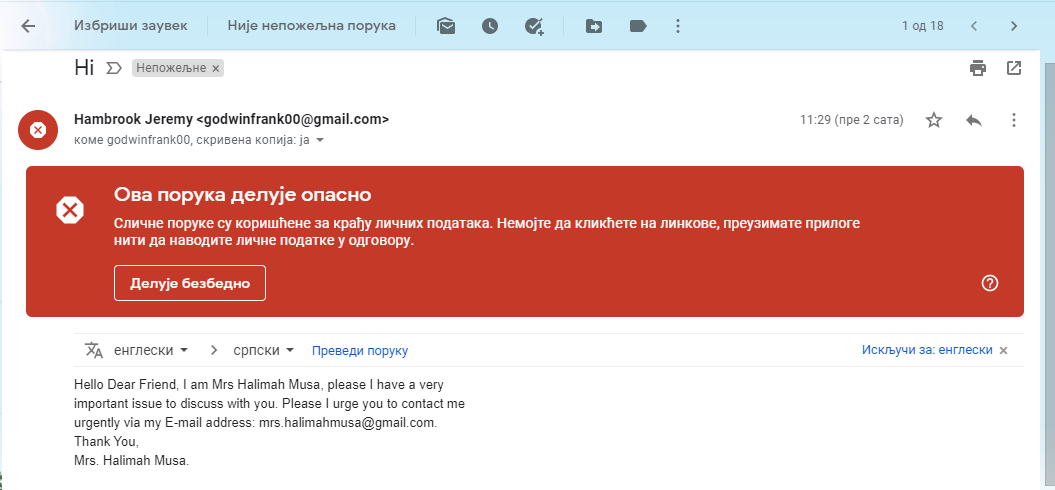 Избриши заувек
Није непожељна порука
1 од 18
Hi
Непожељне ×
Hambrook Jeremy <godwinfrank00@gmail.com>
11:29 (пре 2 сата)
коме godwinfrank00, скривена копија: ја
Ова порука делује опасно
Сличне поруке су коришћене за крађу личних података. Немојте да кликћете на линкове, преузимате прилоге
нити да наводите личне податке у одговору.
Делује безбедно
енглески
српски
Преведи поруку
Искључи за: енглески ×
Hello Dear Friend, I am Mrs Halimah Musa, please I have a very
important issue to discuss with you. Please I urge you to contact me
urgently via my E-mail address: mrs.halimahmusa@gmail.com.
Thank You,
Mrs. Halimah Musa.